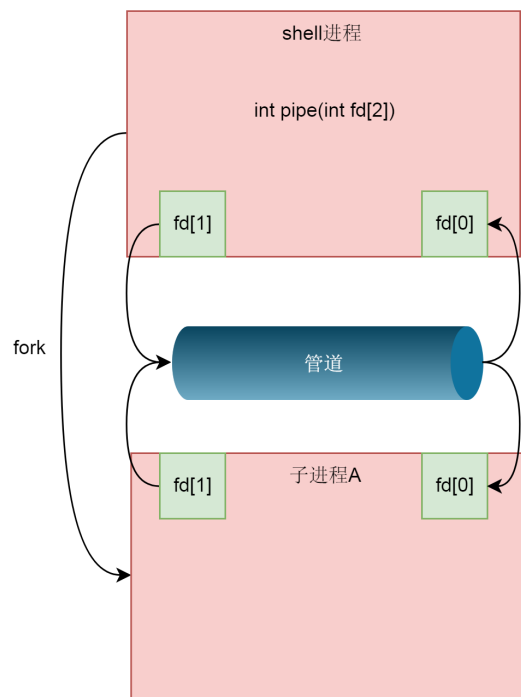 shell进程
int pipe(int fd[2])
fd[1]
fd[0]
fork
管道
fd[1]
子进程A
fd[0]